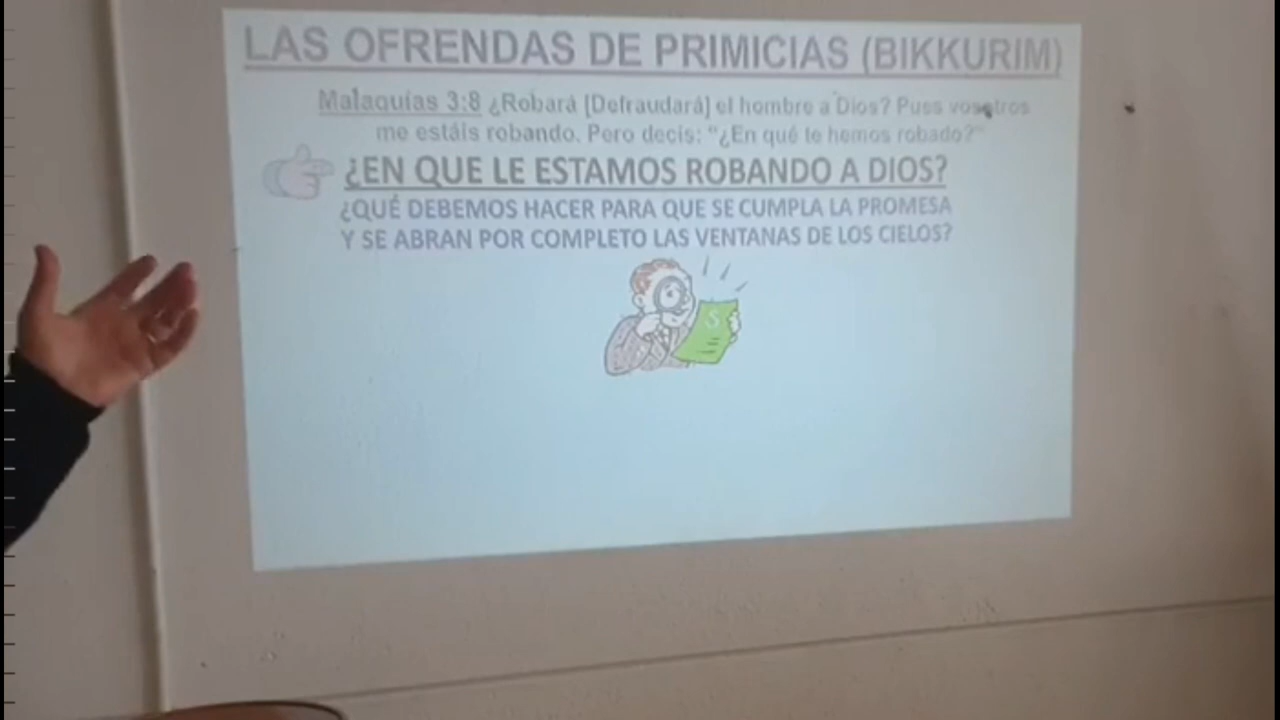 LAS OFRENDAS DE PRIMICIAS (BIKKURIM)
Malaquías 3:8 ¿Robará [Defraudará] el hombre a Dios? Pues vosotros
me estáis robando. Pero decís: "¿En qué te hemos robado?"
¿EN QUE LE ESTAMOS ROBANDO A DIOS?
¿QUÉ DEBEMOS HACER PARA QUE SE CUMPLA LA PROMESA
Y SE ABRAN POR COMPLETO LAS VENTANAS DE LOS CIELOS?
$